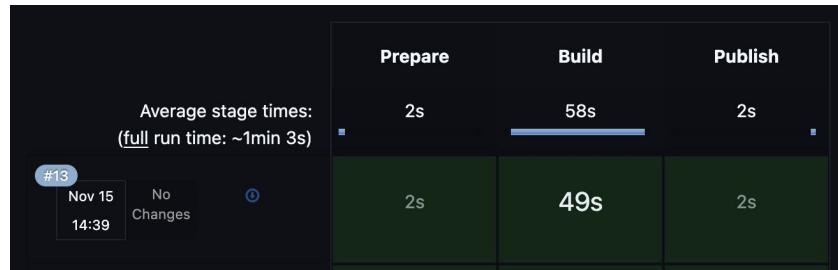 Prepare Build Publish
Average stage times: 2s 58s 2s
(full run time: ~1min 3s)
#13
Nov 15 No
14:39 Changes
2s 49s 2s